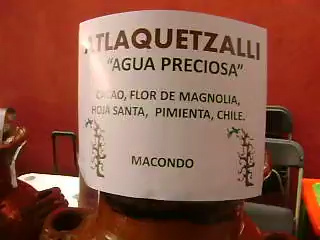 ATLAQUETZALLI
"AGUA PRECIOSA"
CACAO, FLOR DE MAGNOLIA,
HOJA SANTA, PIMIENTA, CHILE.
MACONDO